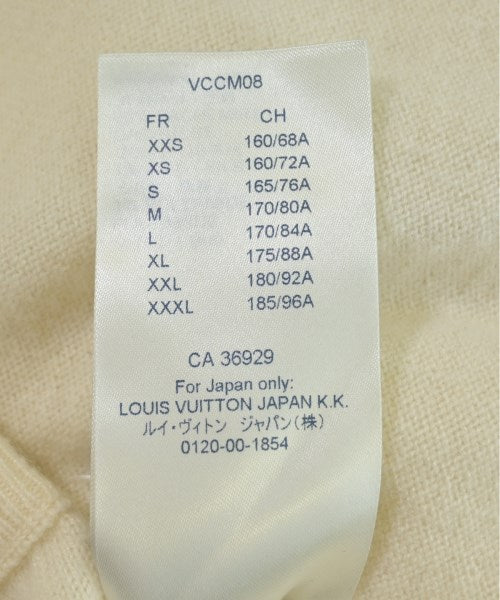 VCCM08
FR CH
XXS 160/68A
XS 160/72A
S 165/76A
M 170/80A
L 170/84A
XL 175/88A
XXL 180/92A
XXXL 185/96A
CA 36929
For Japan only:
LOUIS VUITTON JAPAN K.K.
ルイ・ヴィトン ジャパン(株)
0120-00-1854